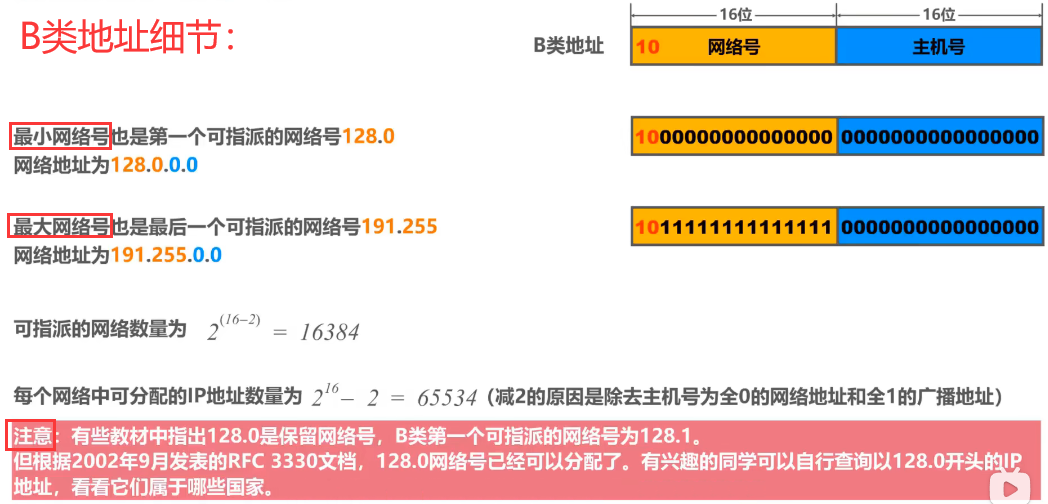 B类地址细节：
16位 16位
B类地址 10 网络号 主机号
最小网络号也是第一个可指派的网络号128.0
网络地址为128.0.0.0
1000000000000000 0000000000000000
最大网络号也是最后一个可指派的网络号191.255
网络地址为191.255.0.0
1011111111111111 0000000000000000
可指派的网络数量为 2^(16−2) = 16384
每个网络中可分配的IP地址数量为 2^16 − 2 = 65534（减2的原因是除去主机号为全0的网络地址和全1的广播地址）
注意：有些教材中指出128.0是保留网络号，B类第一个可指派的网络号为128.1。
但根据2002年9月发表的RFC 3330文档，128.0网络号已经可以分配了。有兴趣的同学可以自行查询以128.0开头的IP
地址，看看它们属于哪些国家。